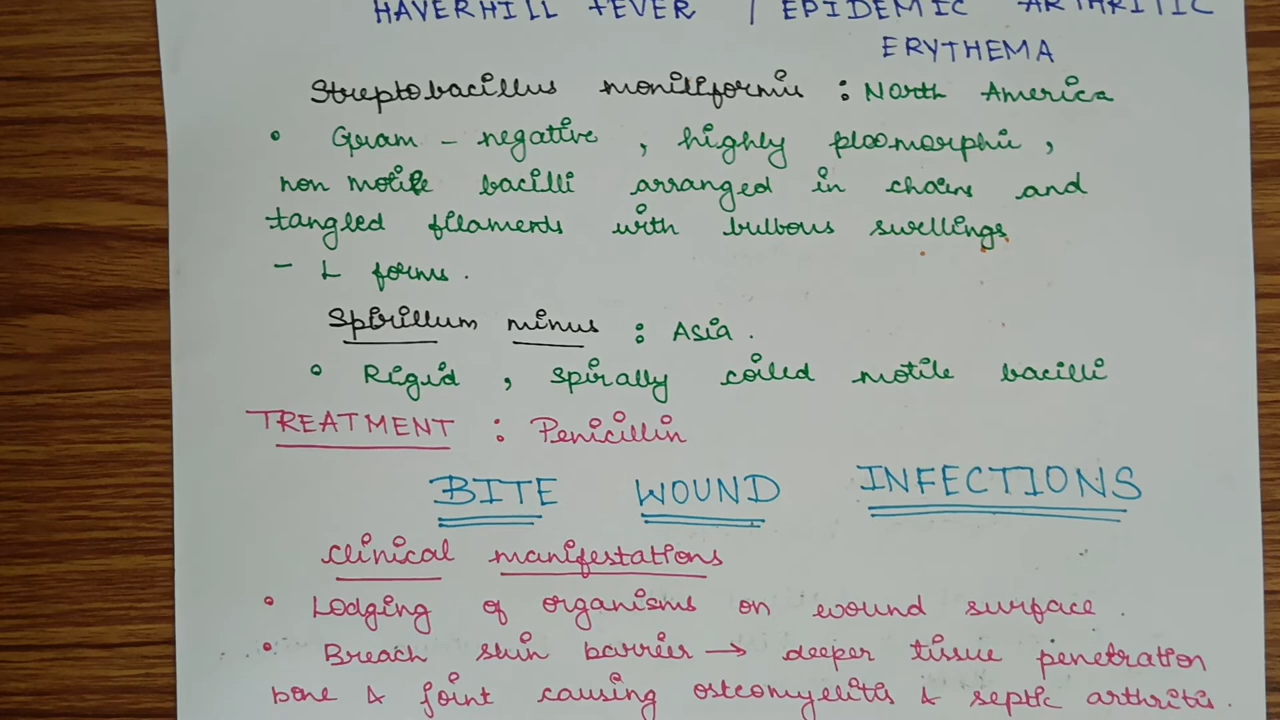 HAVERHILL FEVER / EPIDEMIC ARTHRITIC
ERYTHEMA
Streptobacillus moniliformis : North America
• Gram - negative , highly pleomorphic ,
non motile bacilli arranged in chains and
tangled filaments with bulbous swellings
- L forms .
Spirillum minus : Asia .
• Rigid , spirally coiled motile bacilli
TREATMENT : Penicillin
BITE WOUND INFECTIONS
Clinical manifestations
• Lodging of organisms on wound surface .
• Breach skin barrier → deeper tissue penetration
bone & joint causing osteomyelitis & septic arthritis .